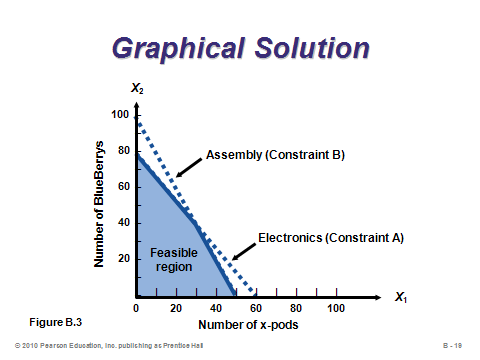 Graphical Solution
X2
100
80
60
40
20
Number of BlueBerrys
Assembly (Constraint B)
Electronics (Constraint A)
Feasible
region
0 20 40 60 80 100
X1
Number of x-pods
Figure B.3
© 2010 Pearson Education, Inc. publishing as Prentice Hall
B - 19